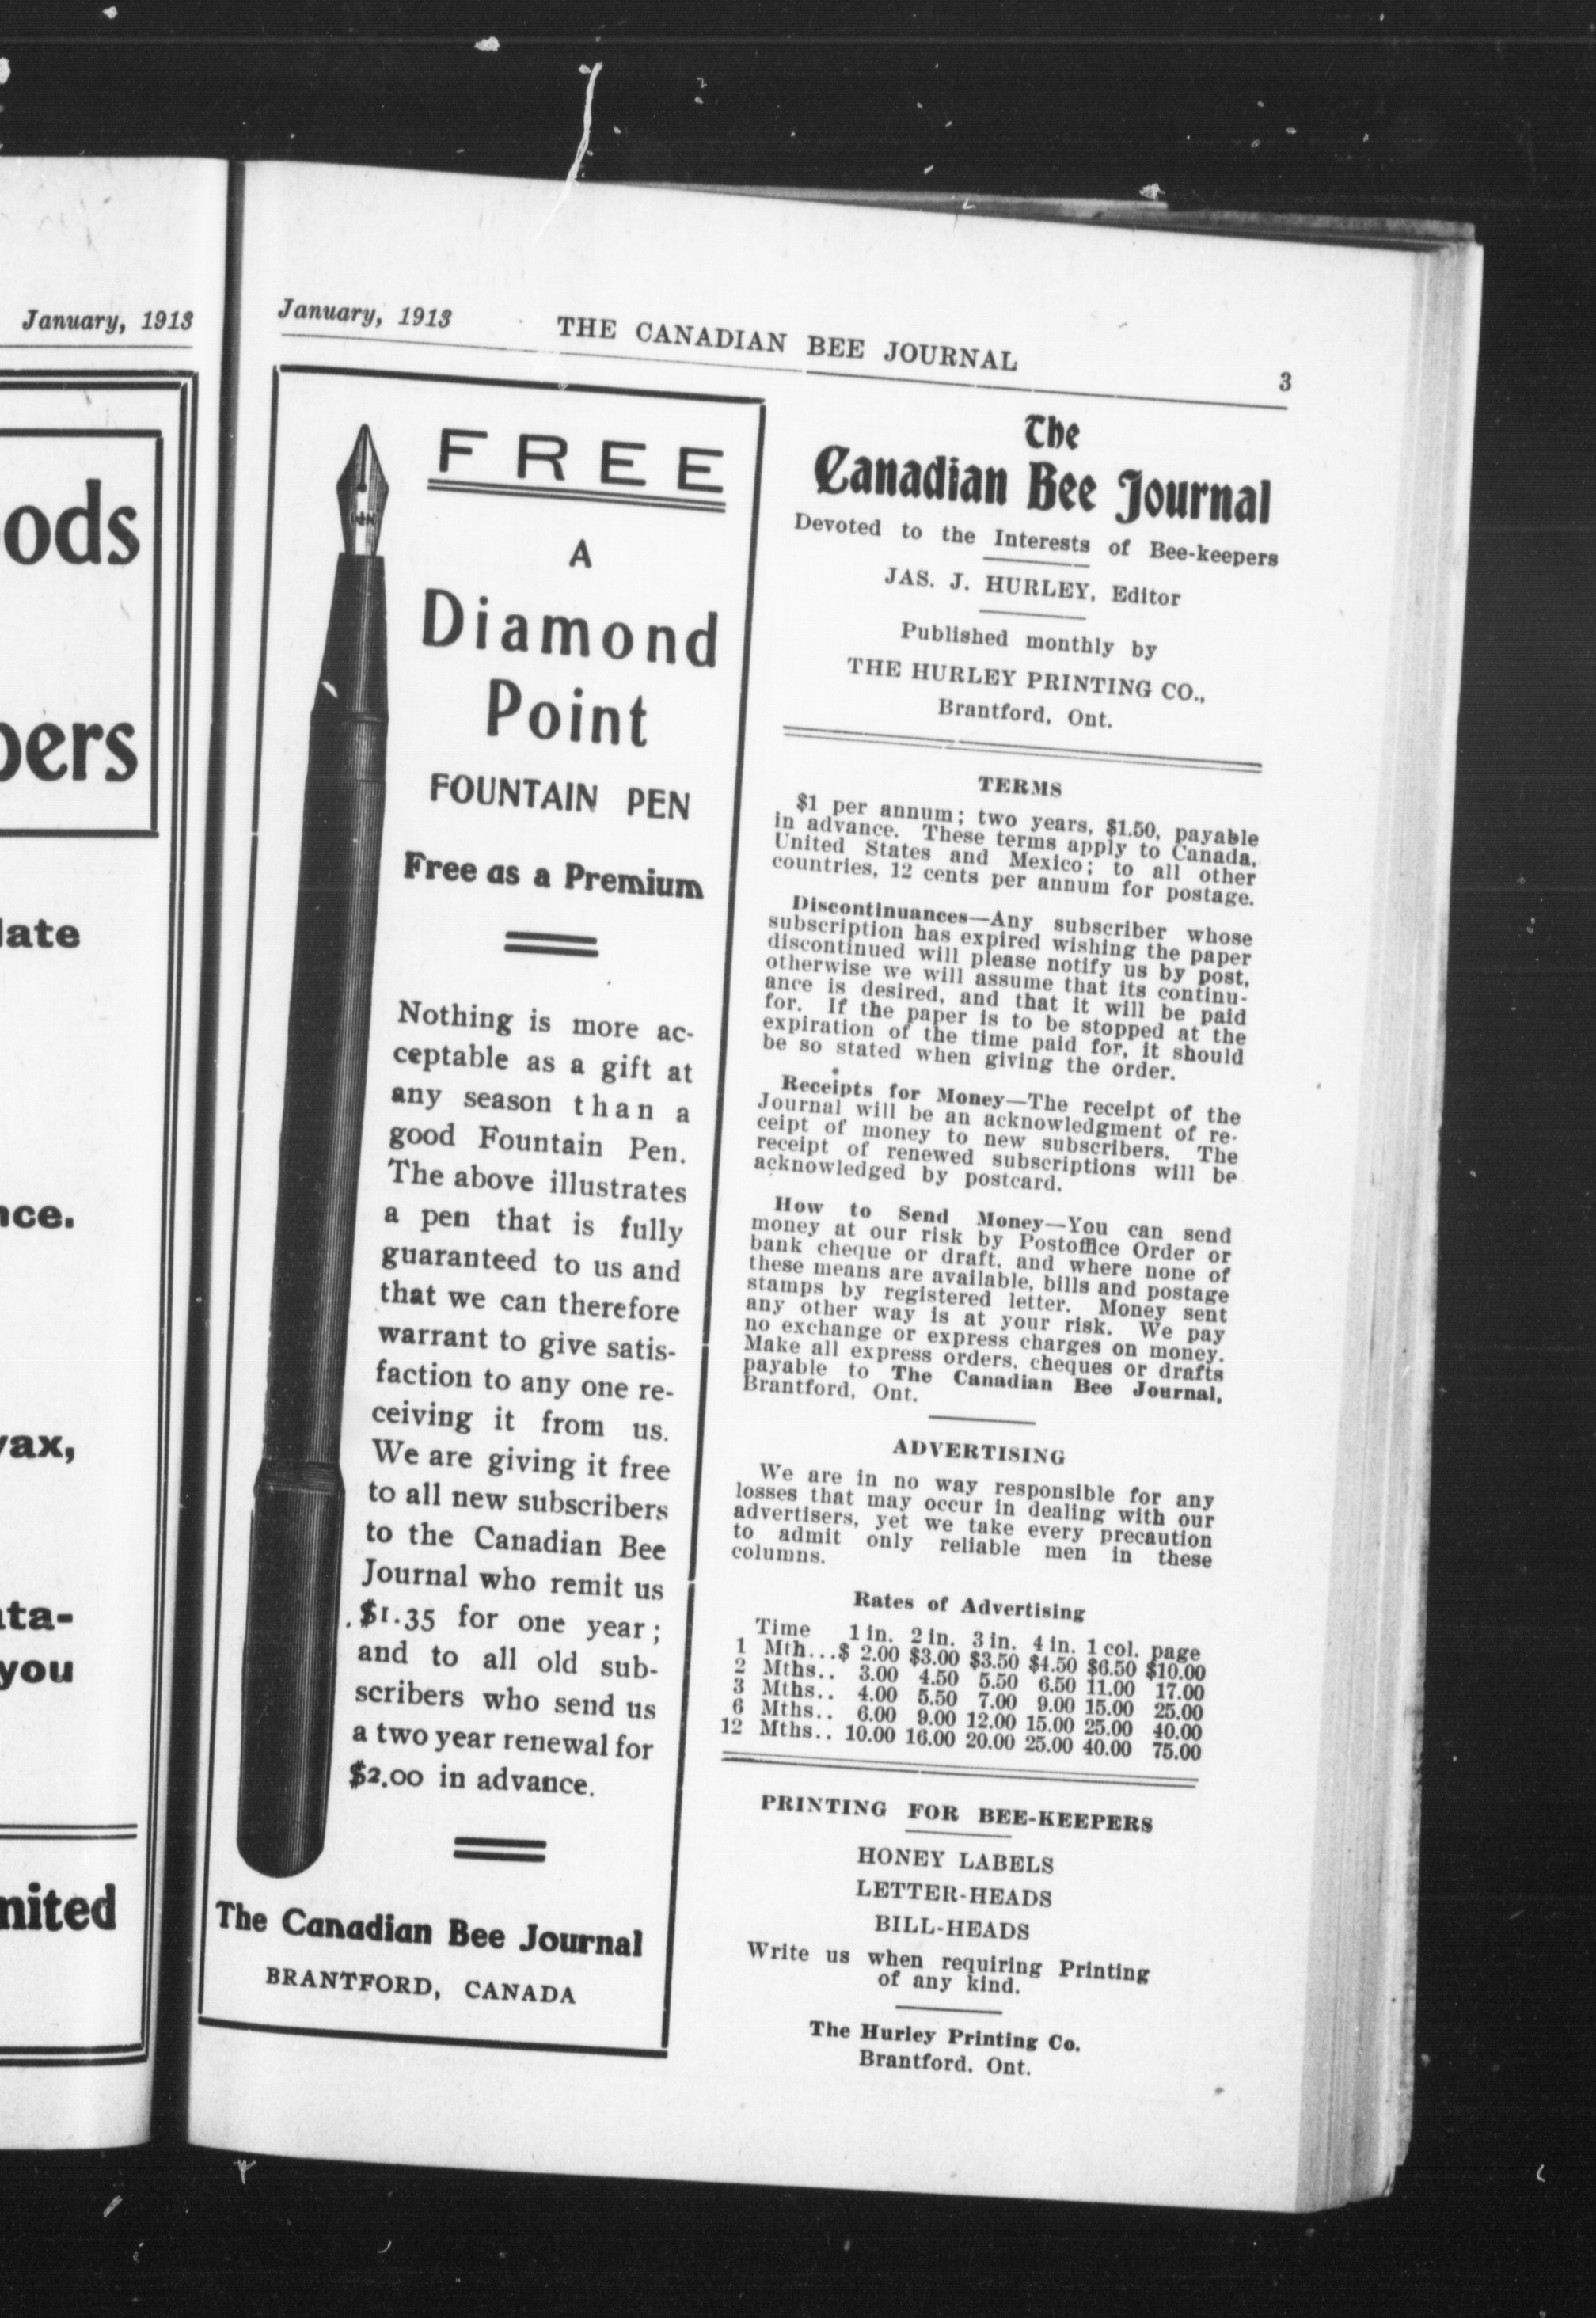 January, 1913
ods
bers
late
nce.
vax,
ata-
you
mited
January, 1913
THE CANADIAN BEE JOURNAL
3
FREE
A
Diamond
Point
FOUNTAIN PEN
Free as a Premium
Nothing is more ac-
ceptable as a gift at
any season than a
good Fountain Pen.
The above illustrates
a pen that is fully
guaranteed to us and
that we can therefore
warrant to give satis-
faction to any one re-
ceiving it from us.
We are giving it free
to all new subscribers
to the Canadian Bee
Journal who remit us
$1.35 for one year;
and to all old sub-
scribers who send us
a two year renewal for
$2.00 in advance.
The Canadian Bee Journal
BRANTFORD, CANADA
The
Canadian Bee Journal
Devoted to the Interests of Bee-keepers
JAS. J. HURLEY, Editor
Published monthly by
THE HURLEY PRINTING CO.,
Brantford, Ont.
TERMS
$1 per annum; two years, $1.50, payable
in advance. These terms apply to Canada,
United States and Mexico; to all other
countries, 12 cents per annum for postage.
Discontinuances—Any subscriber whose
subscription has expired wishing the paper
discontinued will please notify us by post,
otherwise we will assume that its continu-
ance is desired, and that it will be paid
for. If the paper is to be stopped at the
expiration of the time paid for, it should
be so stated when giving the order.
Receipts for Money—The receipt of the
Journal will be an acknowledgment of re-
ceipt of money to new subscribers. The
receipt of renewed subscriptions will be
acknowledged by postcard.
How to Send Money—You can send
money at our risk by Postoffice Order or
bank cheque or draft, and where none of
these means are available, bills and postage
stamps by registered letter. Money sent
any other way is at your risk. We pay
no exchange or express charges on money.
Make all express orders, cheques or drafts
payable to The Canadian Bee Journal,
Brantford, Ont.
ADVERTISING
We are in no way responsible for any
losses that may occur in dealing with our
advertisers, yet we take every precaution
to admit only reliable men in these
columns.
Rates of Advertising
Time 1 in. 2 in. 3 in. 4 in. 1 col. page
1 Mth...$ 2.00 $3.00 $3.50 $4.50 $6.50 $10.00
2 Mths.. 3.00 4.50 5.50 6.50 11.00 17.00
3 Mths.. 4.00 5.50 7.00 9.00 15.00 25.00
6 Mths.. 6.00 9.00 12.00 15.00 25.00 40.00
12 Mths.. 10.00 16.00 20.00 25.00 40.00 75.00
PRINTING FOR BEE-KEEPERS
HONEY LABELS
LETTER-HEADS
BILL-HEADS
Write us when requiring Printing
of any kind.
The Hurley Printing Co.
Brantford, Ont.